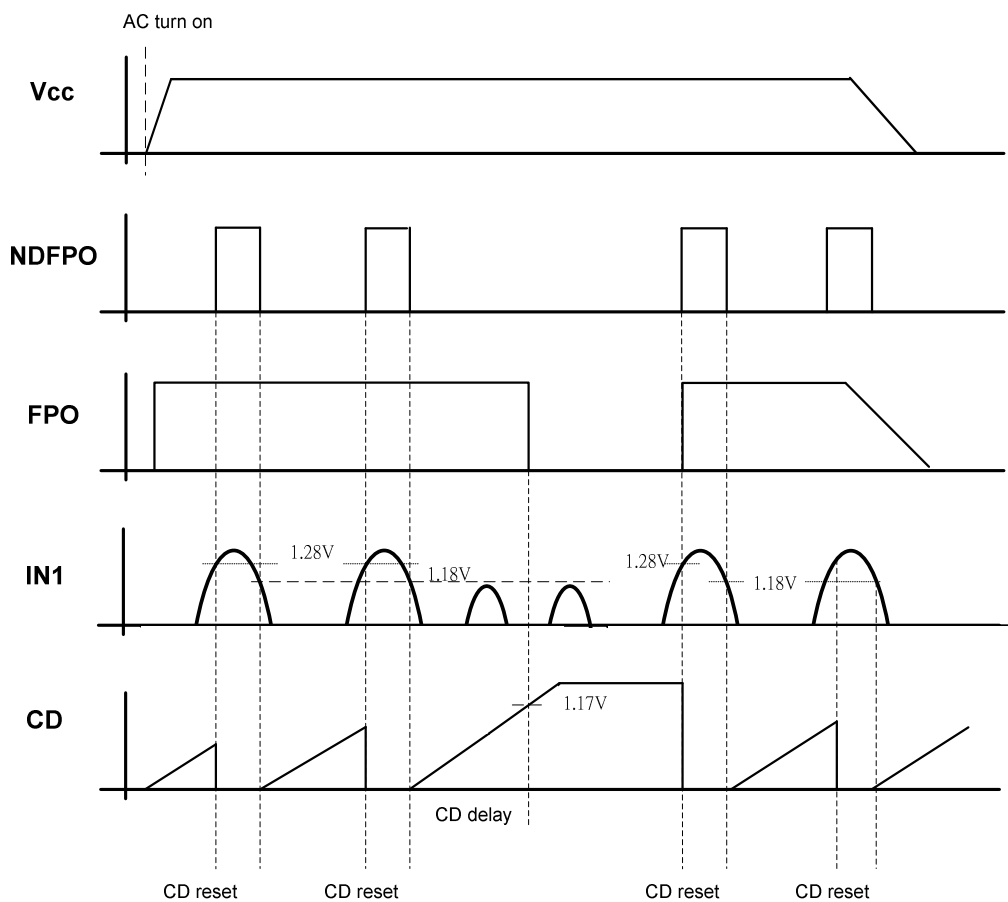 AC turn on
Vcc
NDFPO
FPO
IN1
1.28V
1.18V
1.28V
1.18V
CD
1.17V
CD delay
CD reset
CD reset
CD reset
CD reset